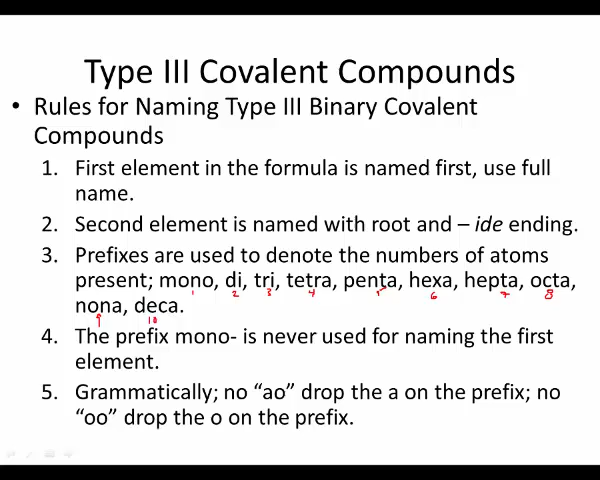 Type III Covalent Compounds
• Rules for Naming Type III Binary Covalent
Compounds
1. First element in the formula is named first, use full
name.
2. Second element is named with root and – ide ending.
3. Prefixes are used to denote the numbers of atoms
present; mono, di, tri, tetra, penta, hexa, hepta, octa,
1 2 3 4 5 6 7 8
nona, deca.
9 10
4. The prefix mono- is never used for naming the first
element.
5. Grammatically; no “ao” drop the a on the prefix; no
“oo” drop the o on the prefix.